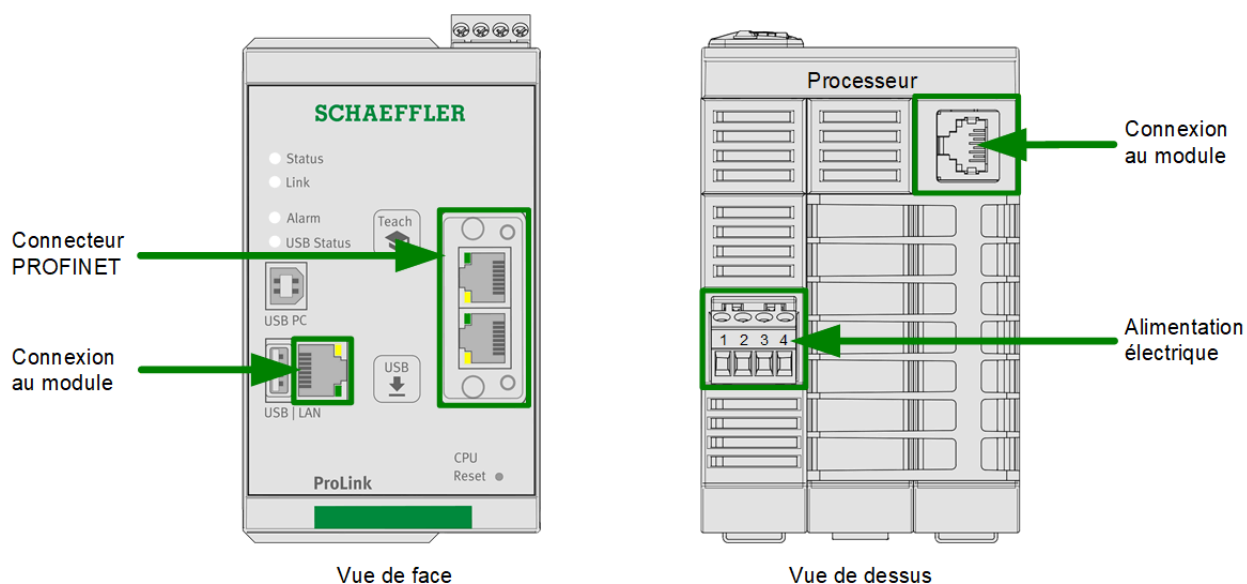 SCHAEFFLER
Status
Link
Alarm
USB Status
Teach
USB PC
USB | LAN
USB
CPU
Reset
ProLink
Connecteur
PROFINET
Connexion
au module
Vue de face
Processeur
1 2 3 4
Connexion
au module
Alimentation
électrique
Vue de dessus